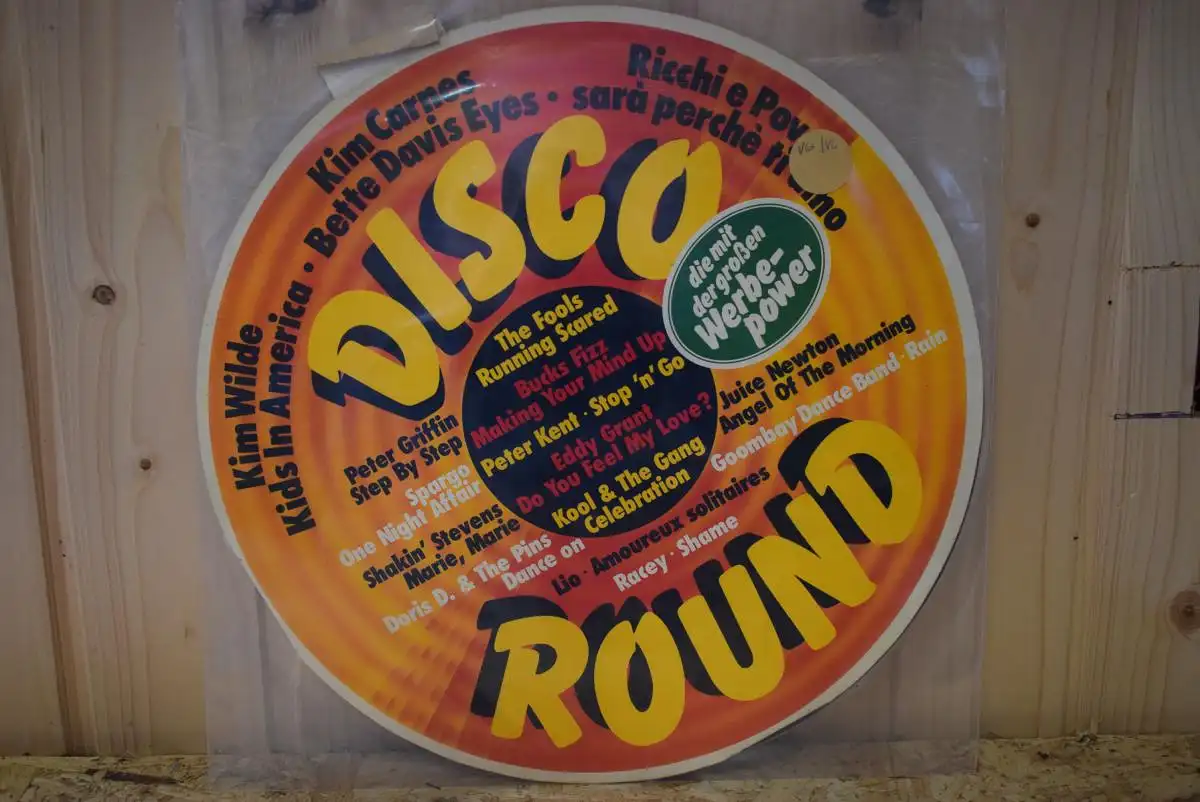 Ricchi e Pov
sarà perchè ti
no
Kim Carnes
Bette Davis Eyes •
Kim Wilde
Kids In America •
DISCO
die mit
der großen
Werbe-
power
The Fools
Running Scared
Bucks Fizz
Making Your Mind Up
Peter Kent · Stop 'n' Go
Eddy Grant
Do You Feel My Love?
Kool & The Gang
Celebration
Juice Newton
Angel Of The Morning
Goombay Dance Band · Rain
Peter Griffin
Step By Step
Spargo
One Night Affair
Shakin' Stevens
Marie, Marie
Doris D. & The Pins
Dance on
Lio · Amoureux solitaires
Racey · Shame
ROUND